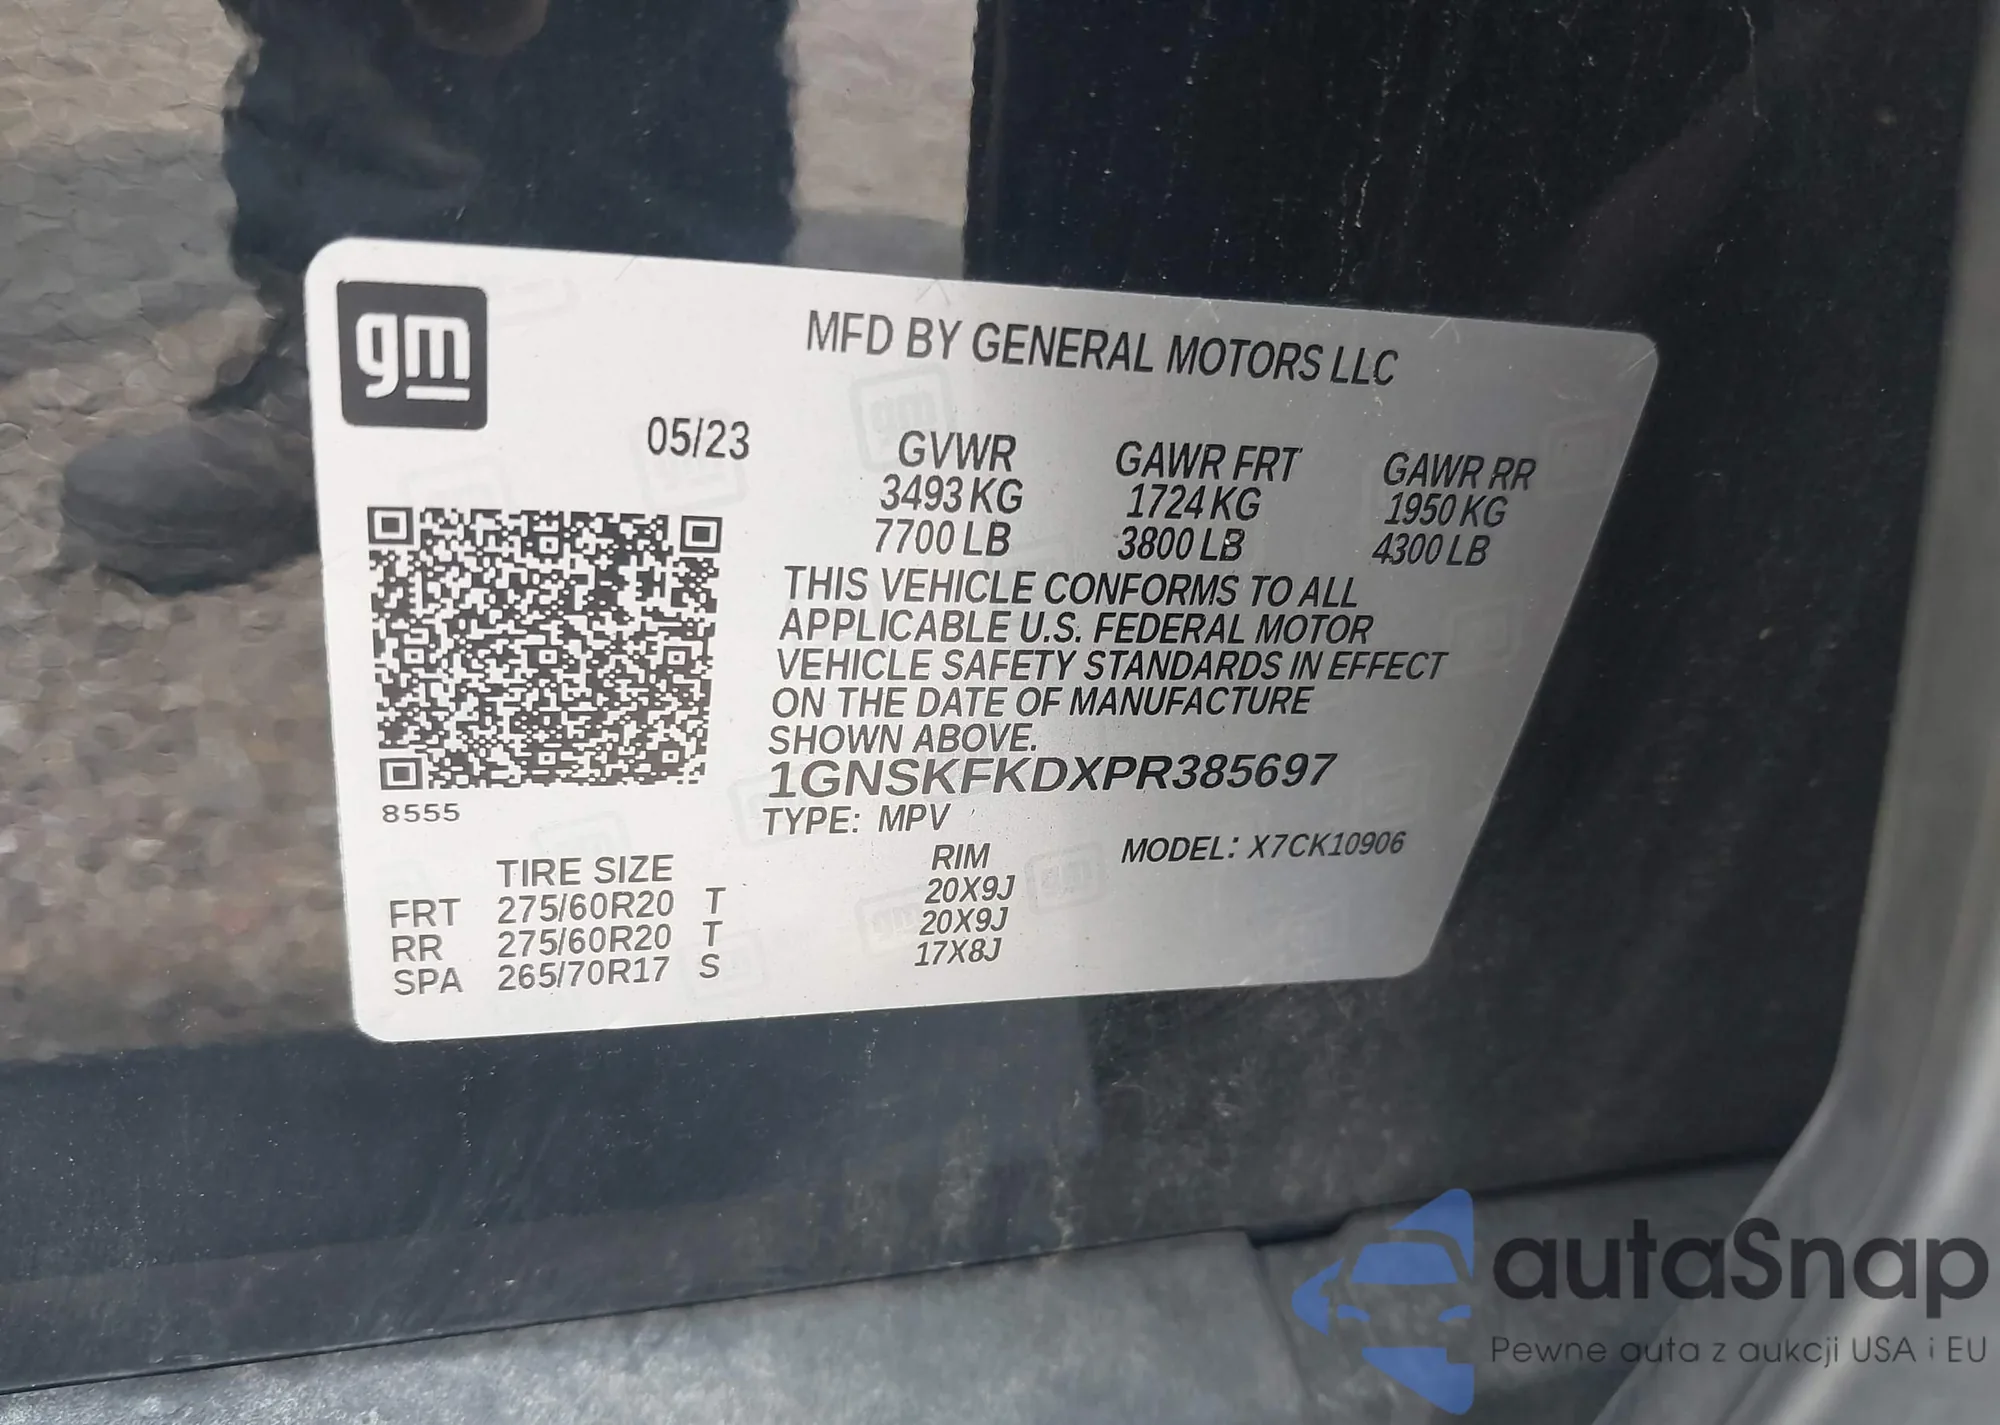 gm
MFD BY GENERAL MOTORS LLC
05/23
GVWR GAWR FRT GAWR RR
3493 KG 1724 KG 1950 KG
7700 LB 3800 LB 4300 LB
THIS VEHICLE CONFORMS TO ALL
APPLICABLE U.S. FEDERAL MOTOR
VEHICLE SAFETY STANDARDS IN EFFECT
ON THE DATE OF MANUFACTURE
SHOWN ABOVE.
1GNSKFKDXPR385697
8555
TYPE: MPV
MODEL: X7CK10906
TIRE SIZE RIM
FRT 275/60R20 T 20X9J
RR 275/60R20 T 20X9J
SPA 265/70R17 S 17X8J
autaSnap
Pewne auta z aukcji USA i EU